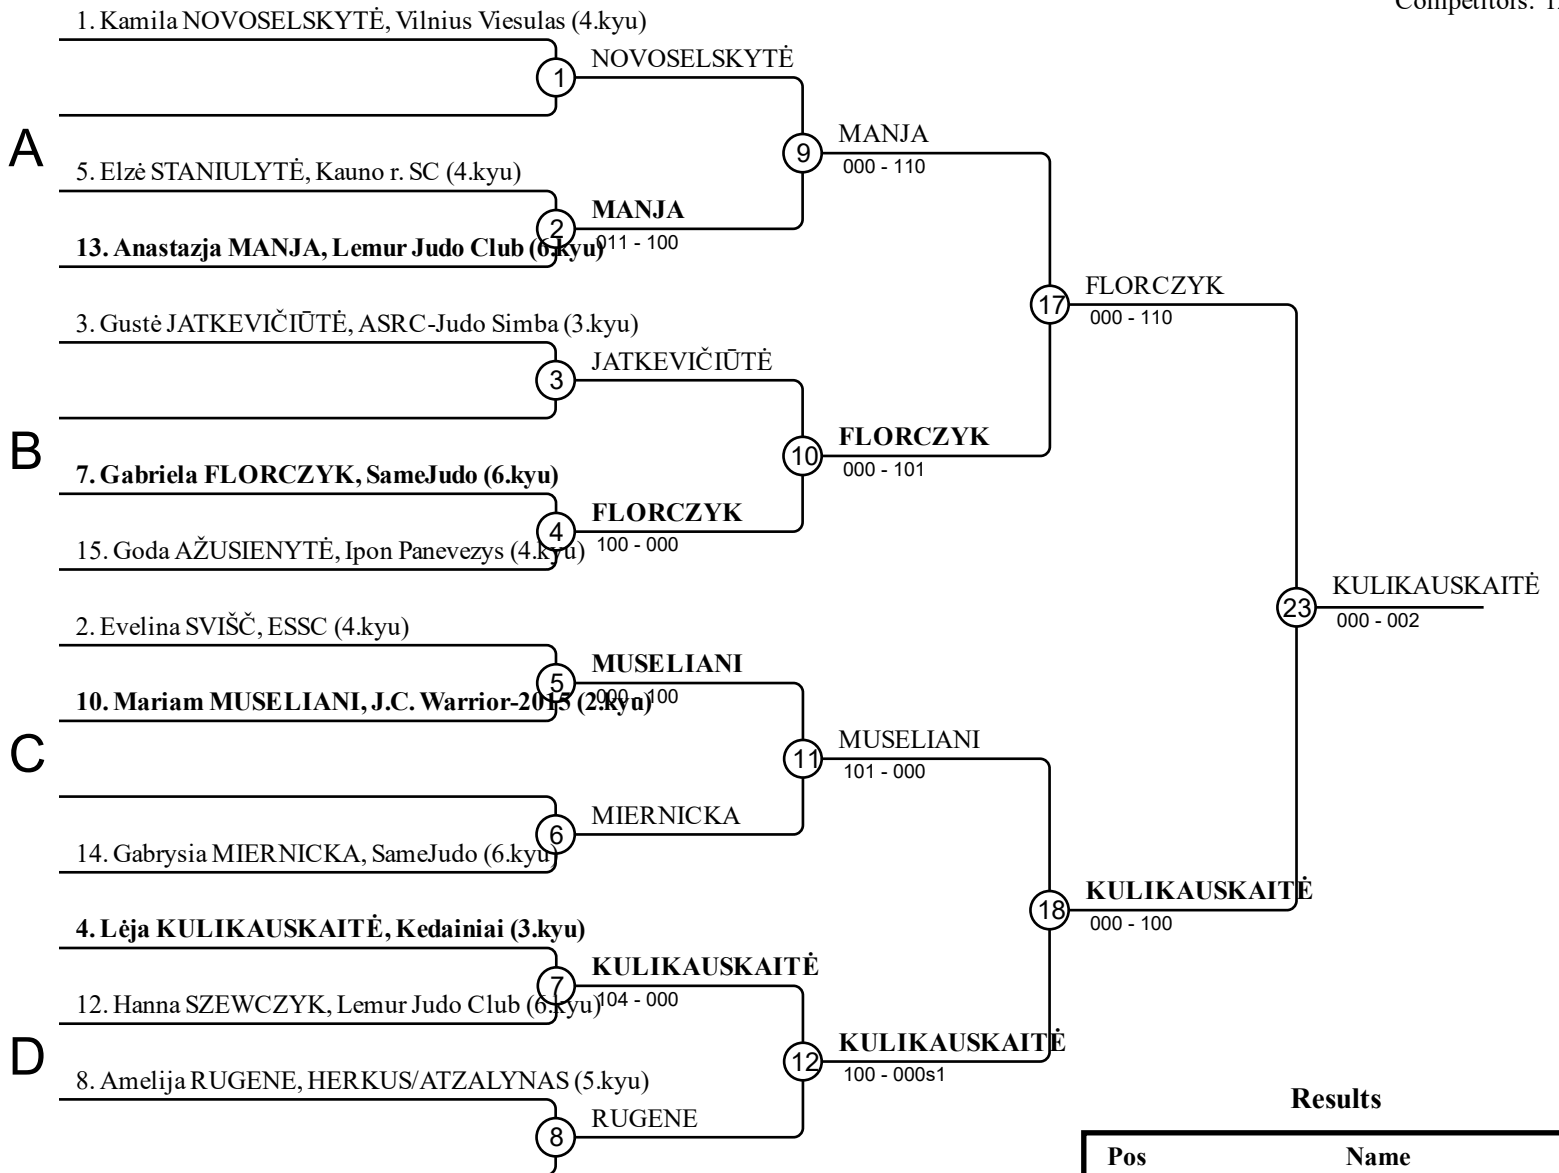 Competitors:
1. Kamila NOVOSELSKYTĖ, Vilnius Viesulas (4.kyu)
NOVOSELSKYTĖ
1
A
MANJA
9
000 - 110
5. Elzė STANIULYTĖ, Kauno r. SC (4.kyu)
MANJA
2
011 - 100
13. Anastazja MANJA, Lemur Judo Club (6.kyu)
FLORCZYK
17
000 - 110
3. Gustė JATKEVIČIŪTĖ, ASRC-Judo Simba (3.kyu)
JATKEVIČIŪTĖ
3
B
FLORCZYK
10
000 - 101
7. Gabriela FLORCZYK, SameJudo (6.kyu)
FLORCZYK
4
100 - 000
15. Goda AŽUSIENYTĖ, Ipon Panevezys (4.kyu)
KULIKAUSKAITĖ
23
000 - 002
2. Evelina SVIŠČ, ESSC (4.kyu)
MUSELIANI
5
000 - 100
10. Mariam MUSELIANI, J.C. Warrior-2015 (2.kyu)
C
MUSELIANI
11
101 - 000
MIERNICKA
6
14. Gabrysia MIERNICKA, SameJudo (6.kyu)
KULIKAUSKAITĖ
18
000 - 100
4. Lėja KULIKAUSKAITĖ, Kedainiai (3.kyu)
KULIKAUSKAITĖ
7
104 - 000
12. Hanna SZEWCZYK, Lemur Judo Club (6.kyu)
D
KULIKAUSKAITĖ
12
100 - 000s1
8. Amelija RUGENE, HERKUS/ATZALYNAS (5.kyu)
RUGENE
8
Results
Pos Name